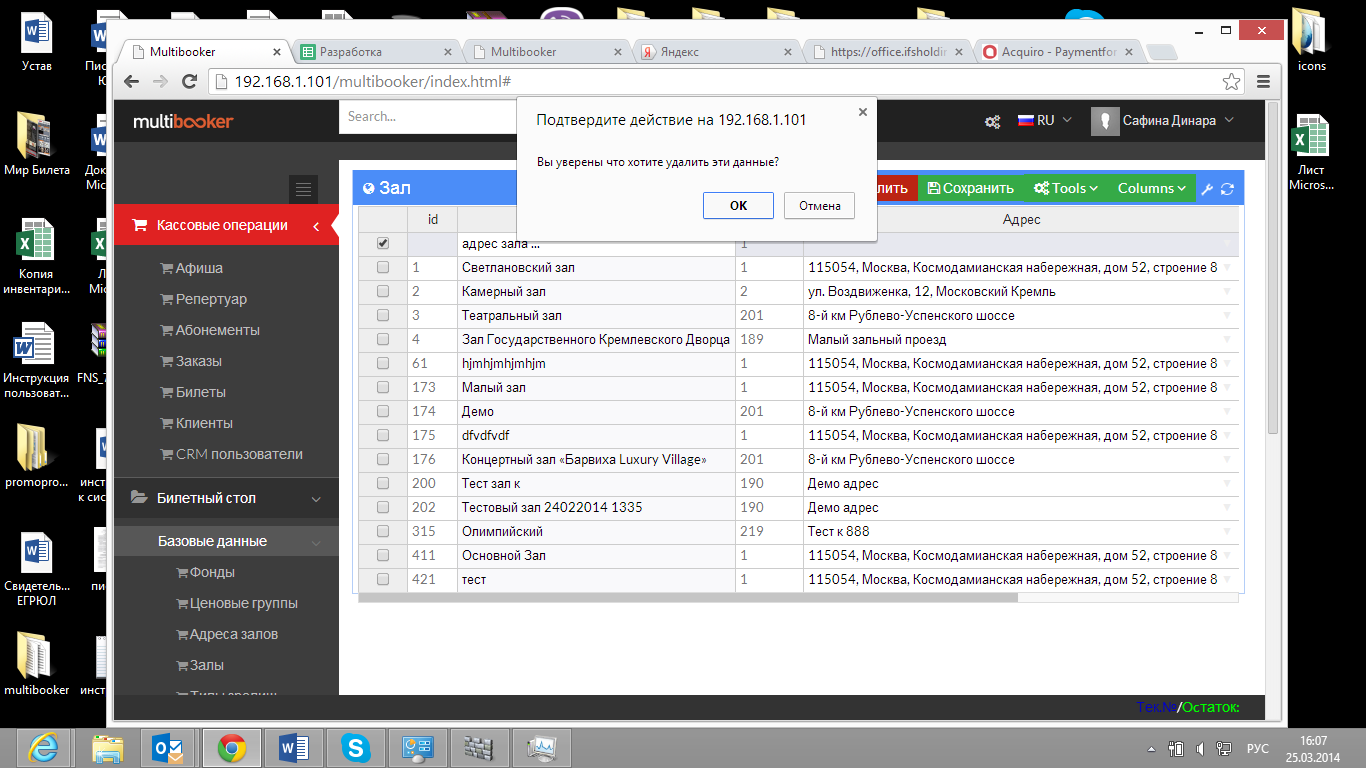 Устав
Мир Билета
Копия
инвентари...
Инструкция
пользоват...
promopro...
Свидетель...
ЕГРЮЛ
multibooker
icons
Лист
Micros...
Multibooker
Разработка
Multibooker
Яндекс
https://office.ifsholdin
Acquiro - Paymentfor
192.168.1.101/multibooker/index.html#
multibooker
Search...
RU
Сафина Динара
Подтвердите действие на 192.168.1.101
Вы уверены что хотите удалить эти данные?
OK
Отмена
Зал
лить
Сохранить
Tools
Columns
Кассовые операции
Афиша
Репертуар
Абонементы
Заказы
Билеты
Клиенты
CRM пользователи
Билетный стол
Базовые данные
Фонды
Ценовые группы
Адреса залов
Залы
id Адрес
адрес зала ... 1
1 Светлановский зал 1 115054, Москва, Космодамианская набережная, дом 52, строение 8
2 Камерный зал 2 ул. Воздвиженка, 12, Московский Кремль
3 Театральный зал 201 8-й км Рублево-Успенского шоссе
4 Зал Государственного Кремлевского Дворца 189 Малый зальный проезд
61 hjmhjmhjmhjm 1 115054, Москва, Космодамианская набережная, дом 52, строение 8
173 Малый зал 1 115054, Москва, Космодамианская набережная, дом 52, строение 8
174 Демо 201 8-й км Рублево-Успенского шоссе
175 dfvdfvdf 1 115054, Москва, Космодамианская набережная, дом 52, строение 8
176 Концертный зал «Барвиха Luxury Village» 201 8-й км Рублево-Успенского шоссе
200 Тест зал к 190 Демо адрес
202 Тестовый зал 24022014 1335 190 Демо адрес
315 Олимпийский 219 Тест к 888
411 Основной Зал 1 115054, Москва, Космодамианская набережная, дом 52, строение 8
421 тест 1 115054, Москва, Космодамианская набережная, дом 52, строение 8
Тек.№/Остаток:
РУС
16:07
25.03.2014